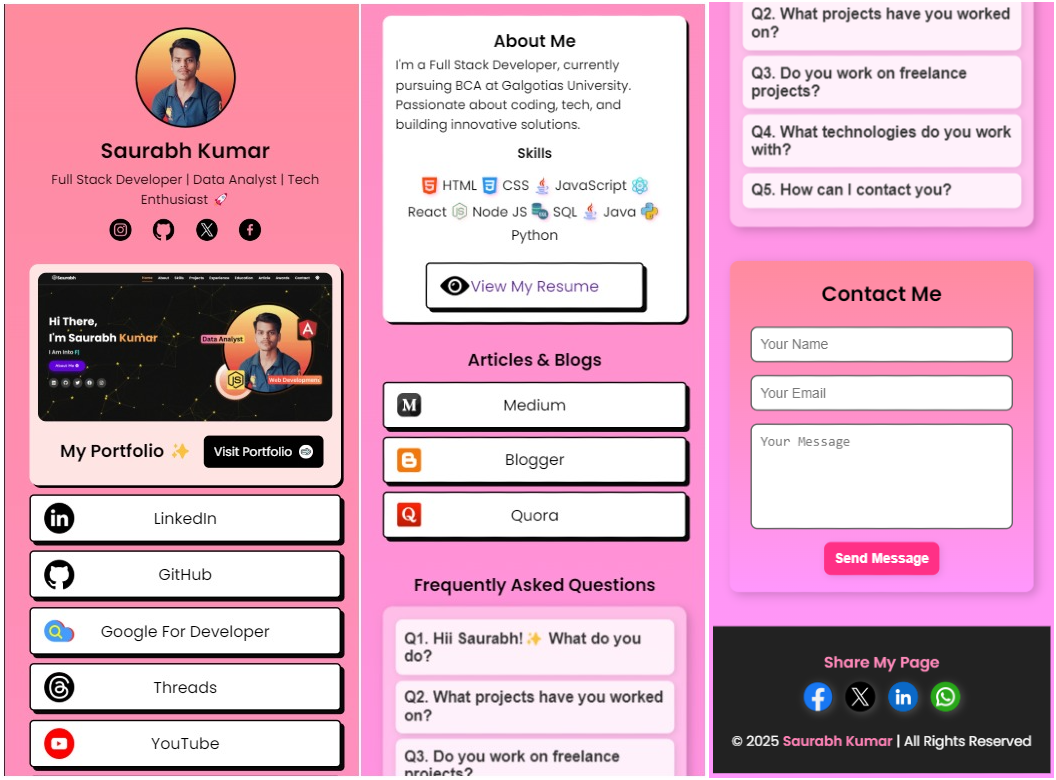 Saurabh Kumar
Full Stack Developer | Data Analyst | Tech
Enthusiast 🚀
Saurabh
Home About Skills Projects Experience Education Article Awards Contact
Hi There,
I'm Saurabh Kumar
I Am Into F|
About Me
Data Analyst
JS
Web Development
My Portfolio ✨
Visit Portfolio
LinkedIn
GitHub
Google For Developer
Threads
YouTube
About Me
I'm a Full Stack Developer, currently
pursuing BCA at Galgotias University.
Passionate about coding, tech, and
building innovative solutions.
Skills
HTML CSS JavaScript
React Node JS SQL Java
Python
View My Resume
Articles & Blogs
Medium
Blogger
Quora
Frequently Asked Questions
Q1. Hii Saurabh!✨ What do you
do?
Q2. What projects have you worked
on?
Q3. Do you work on freelance
projects?
Q2. What projects have you worked
on?
Q3. Do you work on freelance
projects?
Q4. What technologies do you work
with?
Q5. How can I contact you?
Contact Me
Your Name
Your Email
Your Message
Send Message
Share My Page
© 2025 Saurabh Kumar | All Rights Reserved